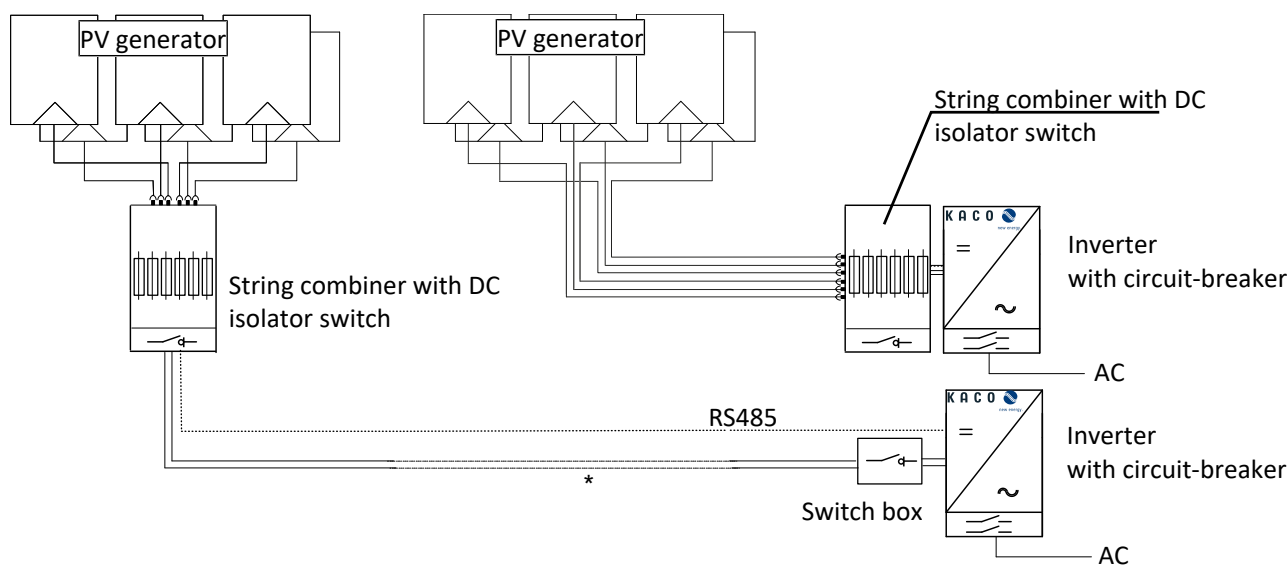 PV generator
PV generator
String combiner with DC
isolator switch
KACO
new energy.
Inverter
with circuit-breaker
String combiner with DC
isolator switch
AC
KACO
new energy.
RS485
Inverter
with circuit-breaker
*
Switch box
AC